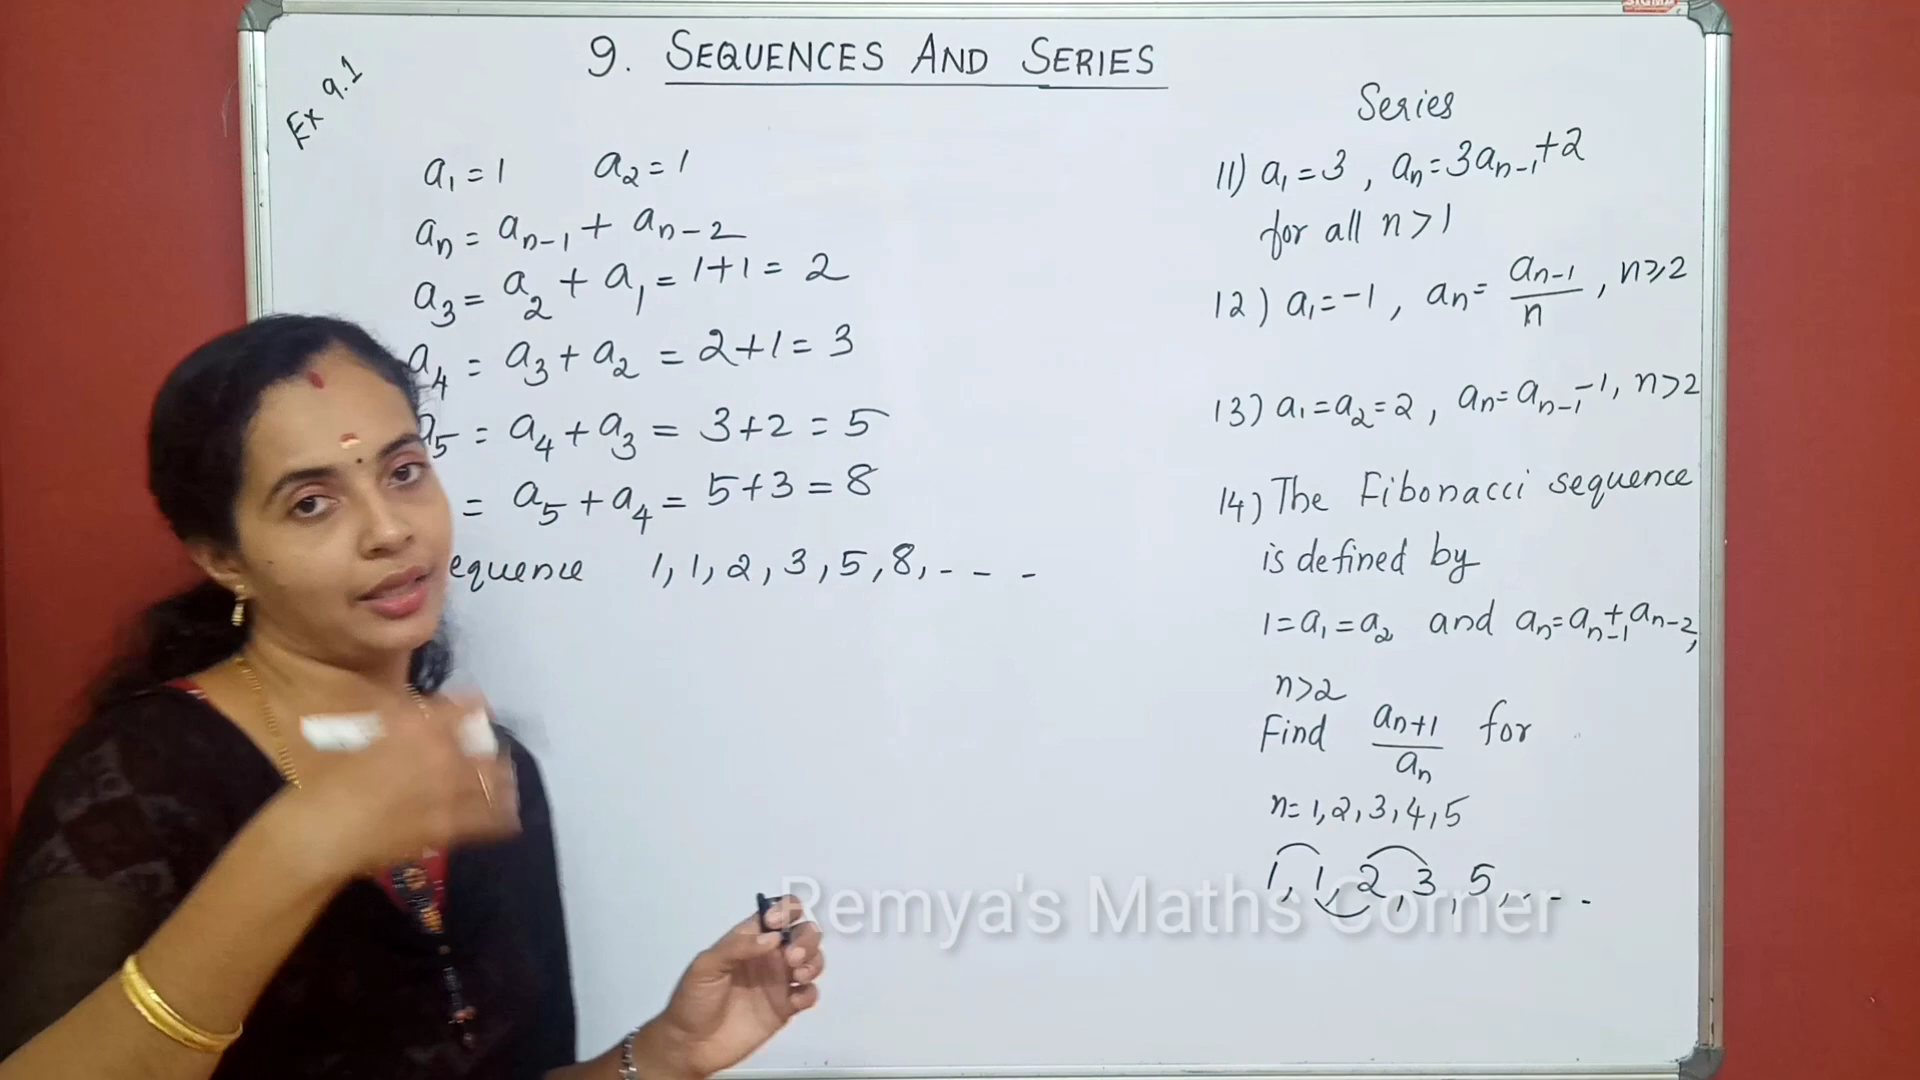 SIGMA
9. SEQUENCES AND SERIES
Ex 9.1
a₁ = 1 a₂ = 1
aₙ = aₙ₋₁ + aₙ₋₂
a₃ = a₂ + a₁ = 1+1 = 2
a₄ = a₃ + a₂ = 2+1 = 3
a₅ = a₄ + a₃ = 3+2 = 5
= a₅ + a₄ = 5+3 = 8
equence 1, 1, 2, 3, 5, 8, - - -
Series
11) a₁ = 3 , aₙ = 3aₙ₋₁ + 2
for all n > 1
12) a₁ = -1 , aₙ = aₙ₋₁/n , n ≥ 2
13) a₁ = a₂ = 2 , aₙ = aₙ₋₁ - 1, n > 2
14) The Fibonacci sequence
is defined by
1 = a₁ = a₂ and aₙ = aₙ₋₁ + aₙ₋₂,
n > 2
Find aₙ₊₁/aₙ for
n = 1, 2, 3, 4, 5
1, 1, 2, 3, 5, . - .
Remya's Maths Corner